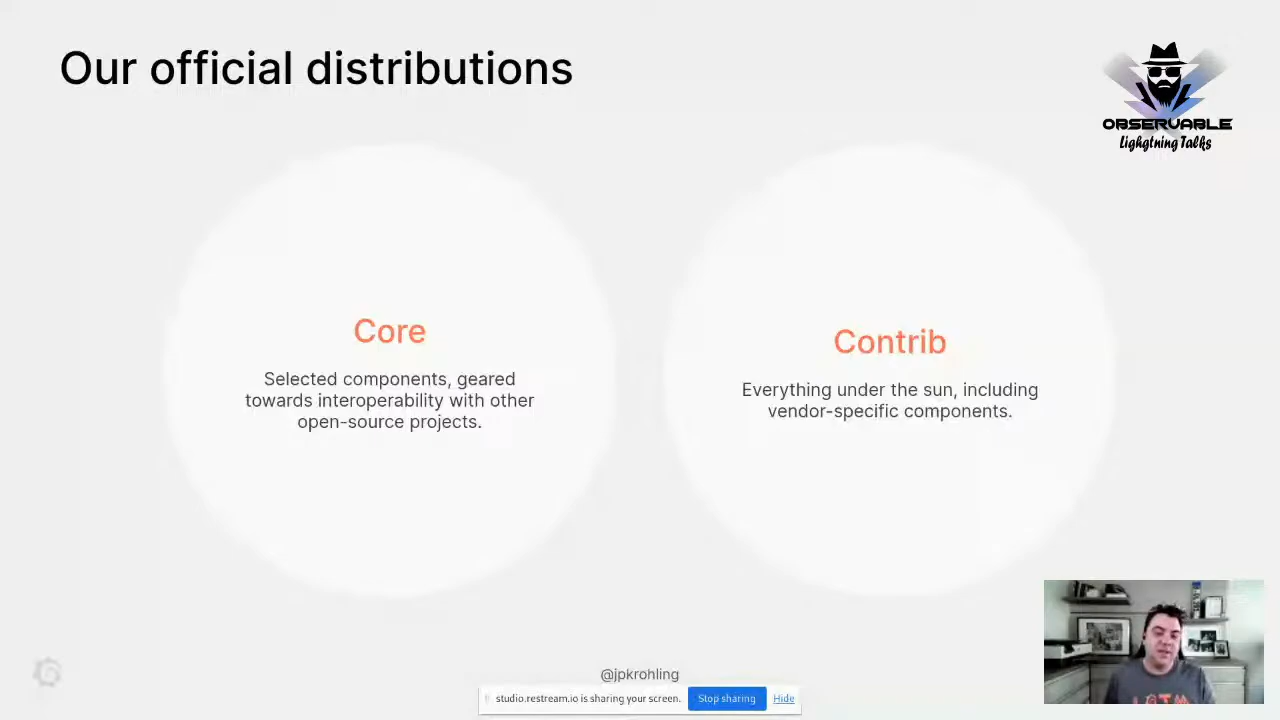 Our official distributions
OBSERVABLE
Lighgtning Talks
Core
Selected components, geared
towards interoperability with other
open-source projects.
Contrib
Everything under the sun, including
vendor-specific components.
@jpkrohling
studio.restream.io is sharing your screen.
Stop sharing
Hide